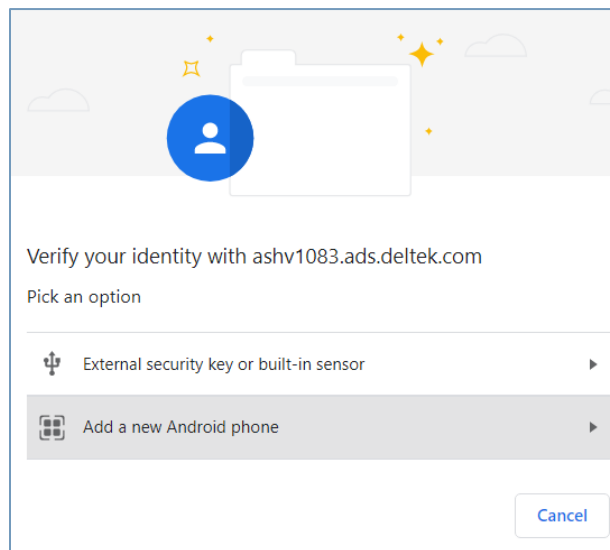 Verify your identity with ashv1083.ads.deltek.com
Pick an option
External security key or built-in sensor
Add a new Android phone
Cancel